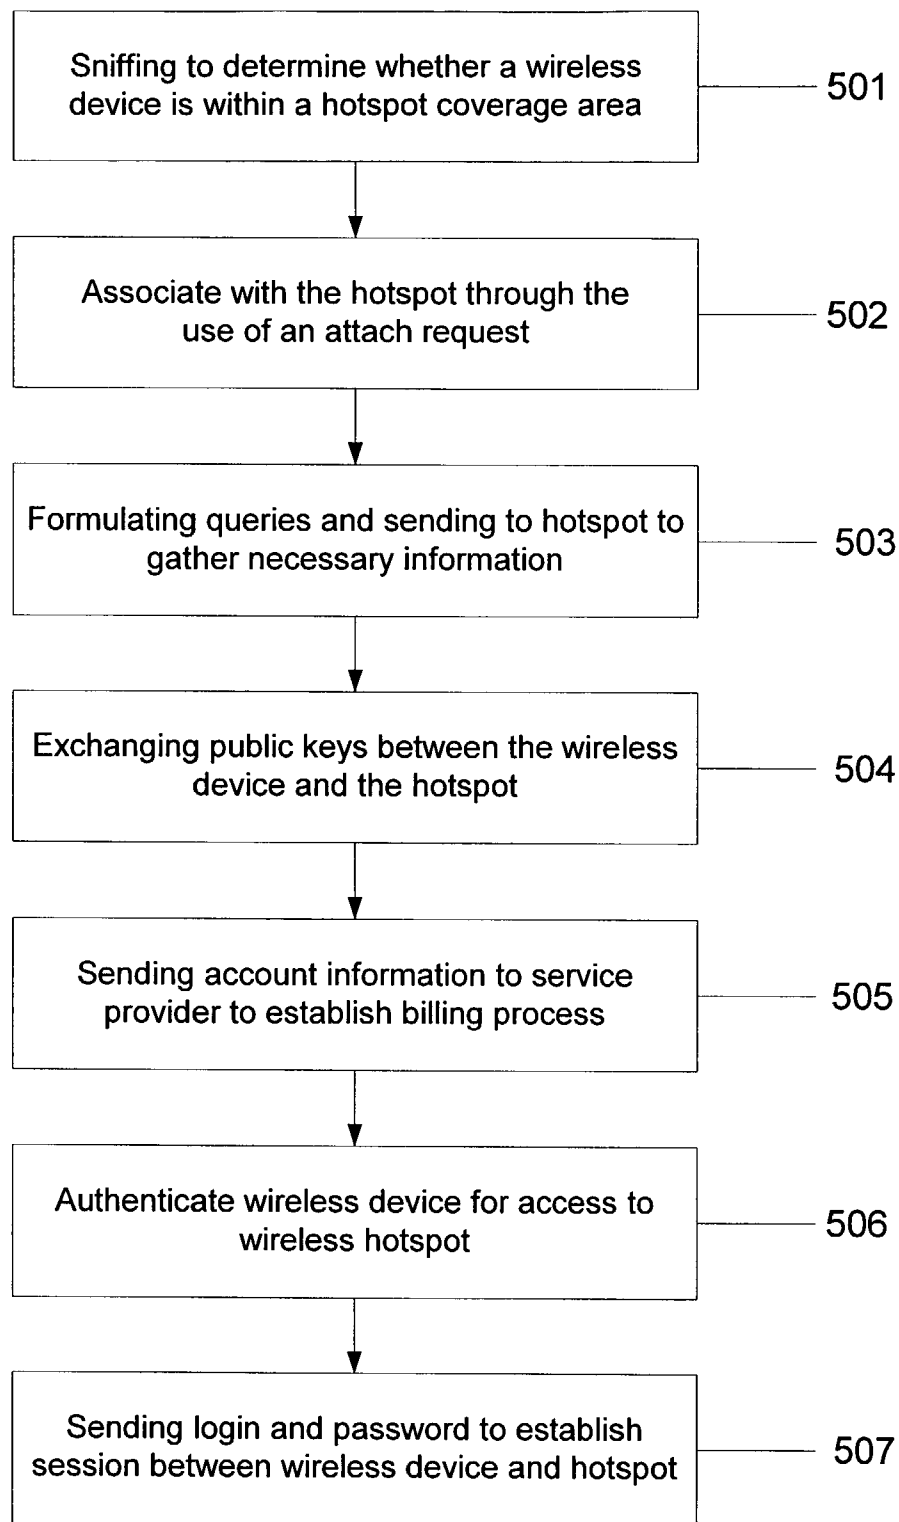 Sniffing to determine whether a wireless
device is within a hotspot coverage area
501
Associate with the hotspot through the
use of an attach request
502
Formulating queries and sending to hotspot to
gather necessary information
503
Exchanging public keys between the wireless
device and the hotspot
504
Sending account information to service
provider to establish billing process
505
Authenticate wireless device for access to
wireless hotspot
506
Sending login and password to establish
session between wireless device and hotspot
507